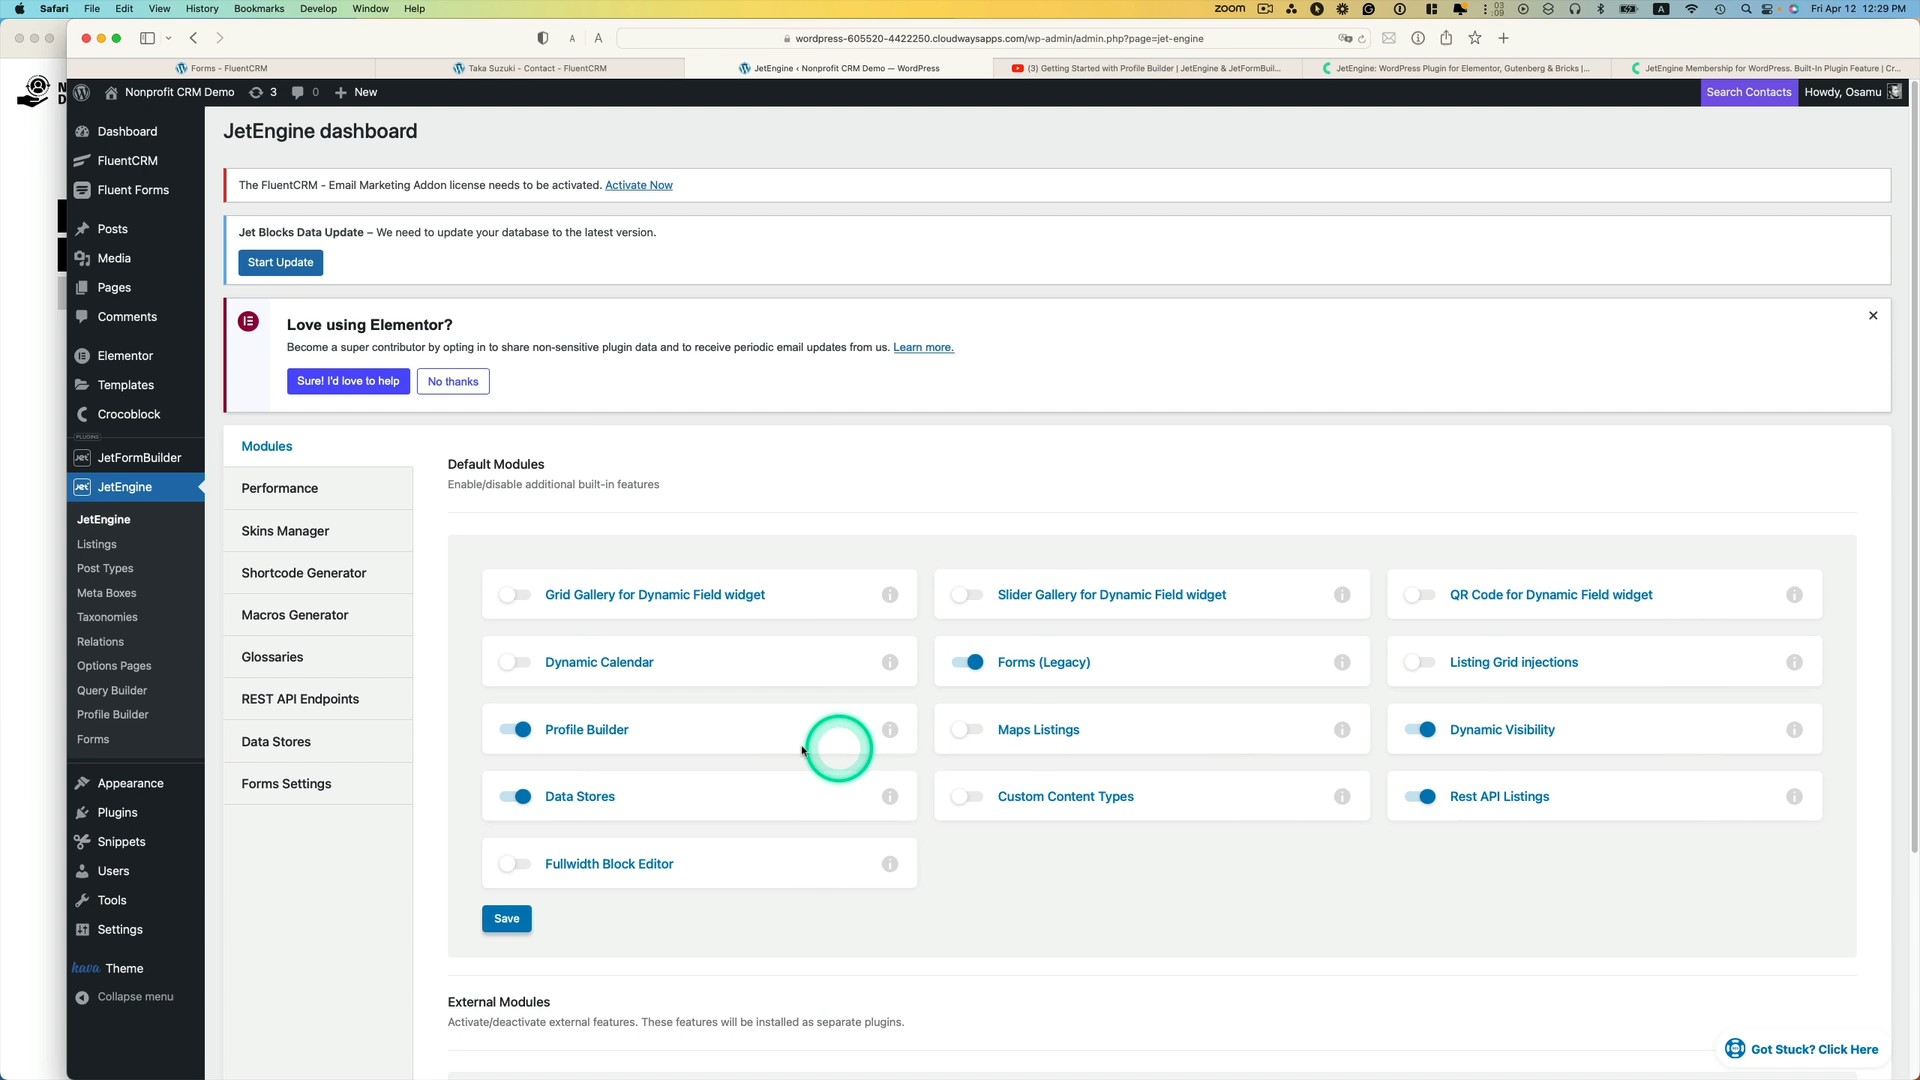 Safari File Edit View History Bookmarks Develop Window Help
zoom
03
09
A
Fri Apr 12 12:29 PM
A A
wordpress-605520-4422250.cloudwaysapps.com/wp-admin/admin.php?page=jet-engine
Forms - FluentCRM
Taka Suzuki - Contact - FluentCRM
JetEngine ‹ Nonprofit CRM Demo — WordPress
(3) Getting Started with Profile Builder | JetEngine & JetFormBuil...
JetEngine: WordPress Plugin for Elementor, Gutenberg & Bricks |...
JetEngine Membership for WordPress. Built-In Plugin Feature | Cr...
Nonprofit CRM Demo 3 0 New
Search Contacts
Howdy, Osamu
Dashboard
FluentCRM
Fluent Forms
Posts
Media
Pages
Comments
Elementor
Templates
Crocoblock
PLUGINS
JetFormBuilder
JetEngine
JetEngine
Listings
Post Types
Meta Boxes
Taxonomies
Relations
Options Pages
Query Builder
Profile Builder
Forms
Appearance
Plugins
Snippets
Users
Tools
Settings
hava Theme
Collapse menu
JetEngine dashboard
The FluentCRM - Email Marketing Addon license needs to be activated. Activate Now
Jet Blocks Data Update – We need to update your database to the latest version.
Start Update
Love using Elementor?
Become a super contributor by opting in to share non-sensitive plugin data and to receive periodic email updates from us. Learn more.
Sure! I'd love to help
No thanks
Modules
Performance
Skins Manager
Shortcode Generator
Macros Generator
Glossaries
REST API Endpoints
Data Stores
Forms Settings
Default Modules
Enable/disable additional built-in features
Grid Gallery for Dynamic Field widget
Slider Gallery for Dynamic Field widget
QR Code for Dynamic Field widget
Dynamic Calendar
Forms (Legacy)
Listing Grid injections
Profile Builder
Maps Listings
Dynamic Visibility
Data Stores
Custom Content Types
Rest API Listings
Fullwidth Block Editor
Save
External Modules
Activate/deactivate external features. These features will be installed as separate plugins.
Got Stuck? Click Here